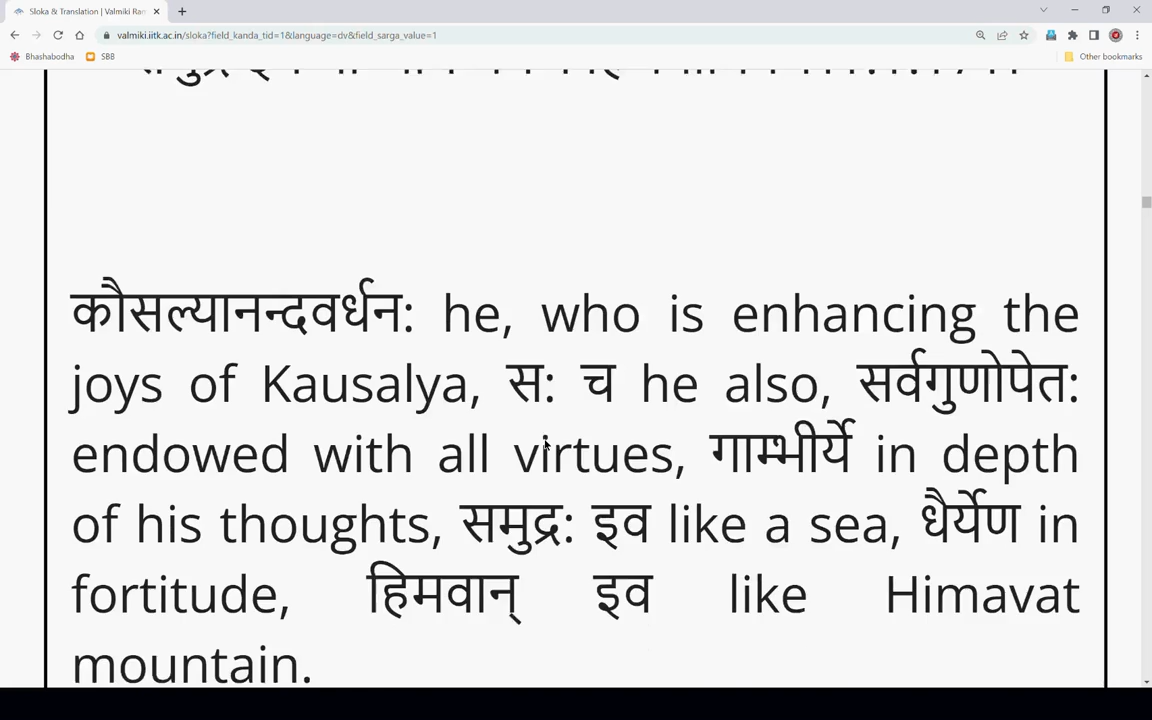 Sloka & Translation | Valmiki Ram
valmiki.iitk.ac.in/sloka?field_kanda_tid=1&language=dv&field_sarga_value=1
Bhashabodha
SBB
Other bookmarks
कौसल्यानन्दवर्धन: he, who is enhancing the
joys of Kausalya, स: च he also, सर्वगुणोपेत:
endowed with all virtues, गाम्भीर्ये in depth
of his thoughts, समुद्र: इव like a sea, धैर्येण in
fortitude, हिमवान् इव like Himavat
mountain.